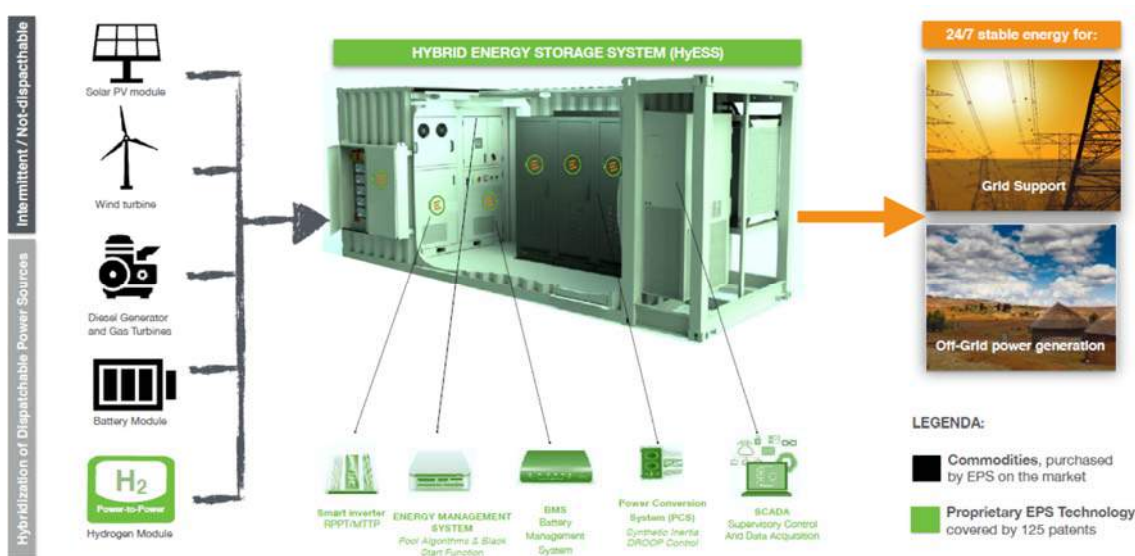 Intermittent / Not-dispacthable
Hybridization of Dispatchable Power Sources
Solar PV module
Wind turbine
Diesel Generator
and Gas Turbines
Battery Module
H2
Power-to-Power
Hydrogen Module
HYBRID ENERGY STORAGE SYSTEM (HyESS)
Smart inverter
RPPT/MTTP
ENERGY MANAGEMENT
SYSTEM
Pool Algorithms & Black
Start Function
BMS
Battery
Management
System
Power Conversion
System (PCS)
Synthetic Inertia
DROOP Control
SCADA
Supervisory Control
And Data Acquisition
24/7 stable energy for:
Grid Support
Off-Grid power generation
LEGENDA:
Commodities, purchased
by EPS on the market
Proprietary EPS Technology
covered by 125 patents